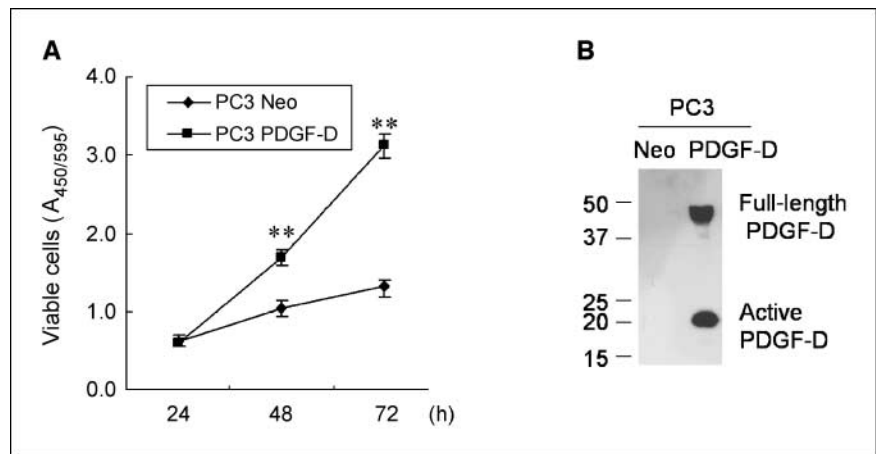 A
Viable cells (A450/595)
4.0
3.0
2.0
1.0
0.0
PC3 Neo
PC3 PDGF-D
**
**
24 48 72 (h)
B
PC3
Neo PDGF-D
50
37
25
20
15
Full-length
PDGF-D
Active
PDGF-D